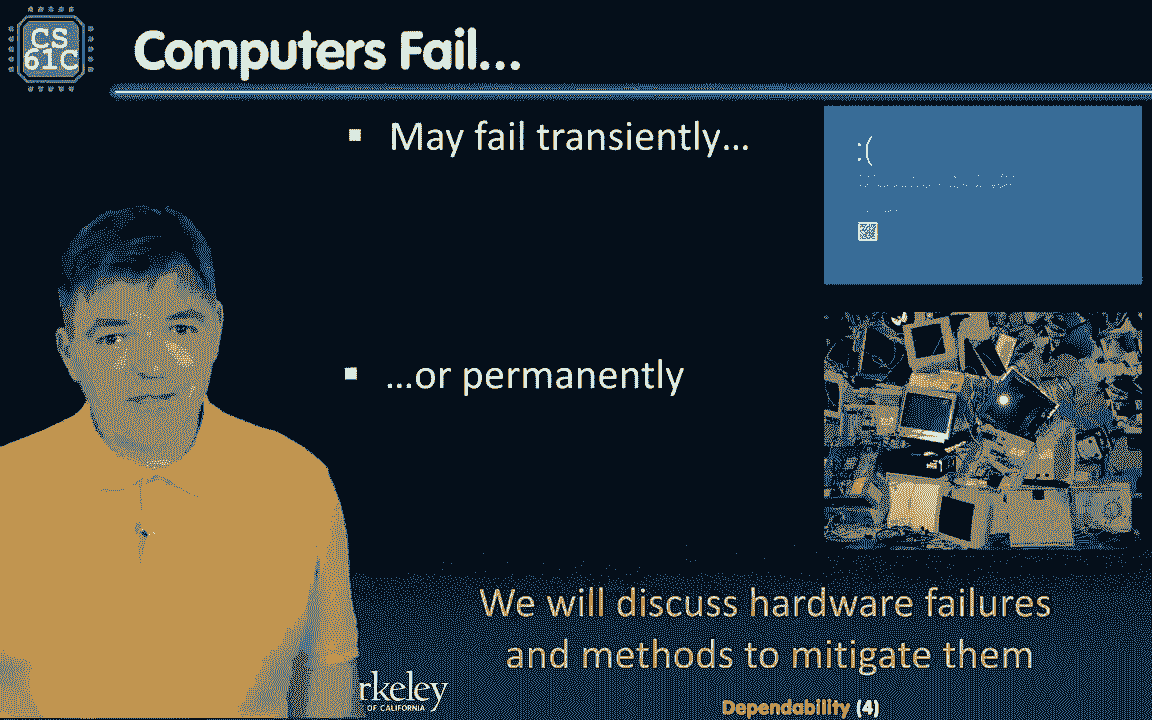 CS
61C
Computers Fail...
▪ May fail transiently...
:(
▪ ...or permanently
We will discuss hardware failures
and methods to mitigate them
rkeley
OF CALIFORNIA
Dependability (4)